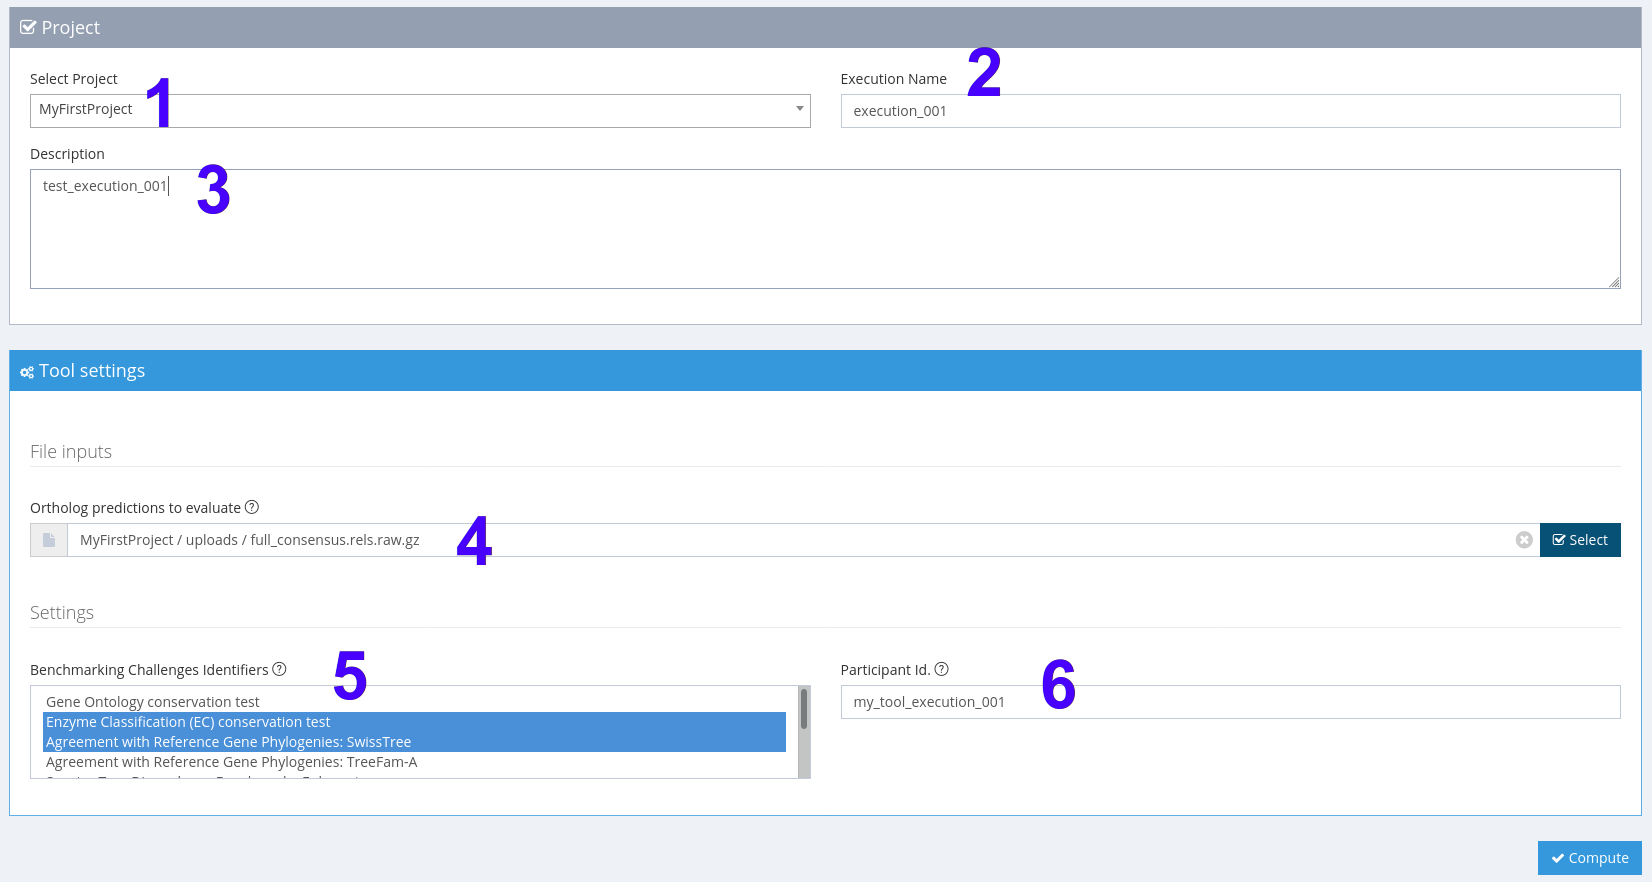 Project
Select Project
1
MyFirstProject
Execution Name
2
execution_001
Description
3
test_execution_001
Tool settings
File inputs
Ortholog predictions to evaluate ?
MyFirstProject / uploads / full_consensus.rels.raw.gz
4
Select
Settings
Benchmarking Challenges Identifiers ?
5
Gene Ontology conservation test
Enzyme Classification (EC) conservation test
Agreement with Reference Gene Phylogenies: SwissTree
Agreement with Reference Gene Phylogenies: TreeFam-A
Participant Id. ?
6
my_tool_execution_001
Compute